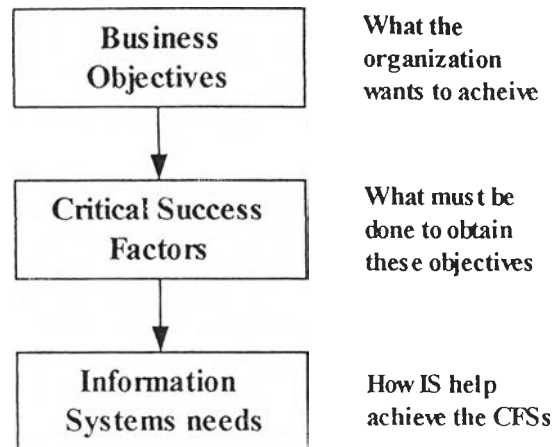 Business
Objectives
What the
organization
wants to acheive
Critical Success
Factors
What must be
done to obtain
these objectives
Information
Systems needs
How IS help
achieve the CFSs